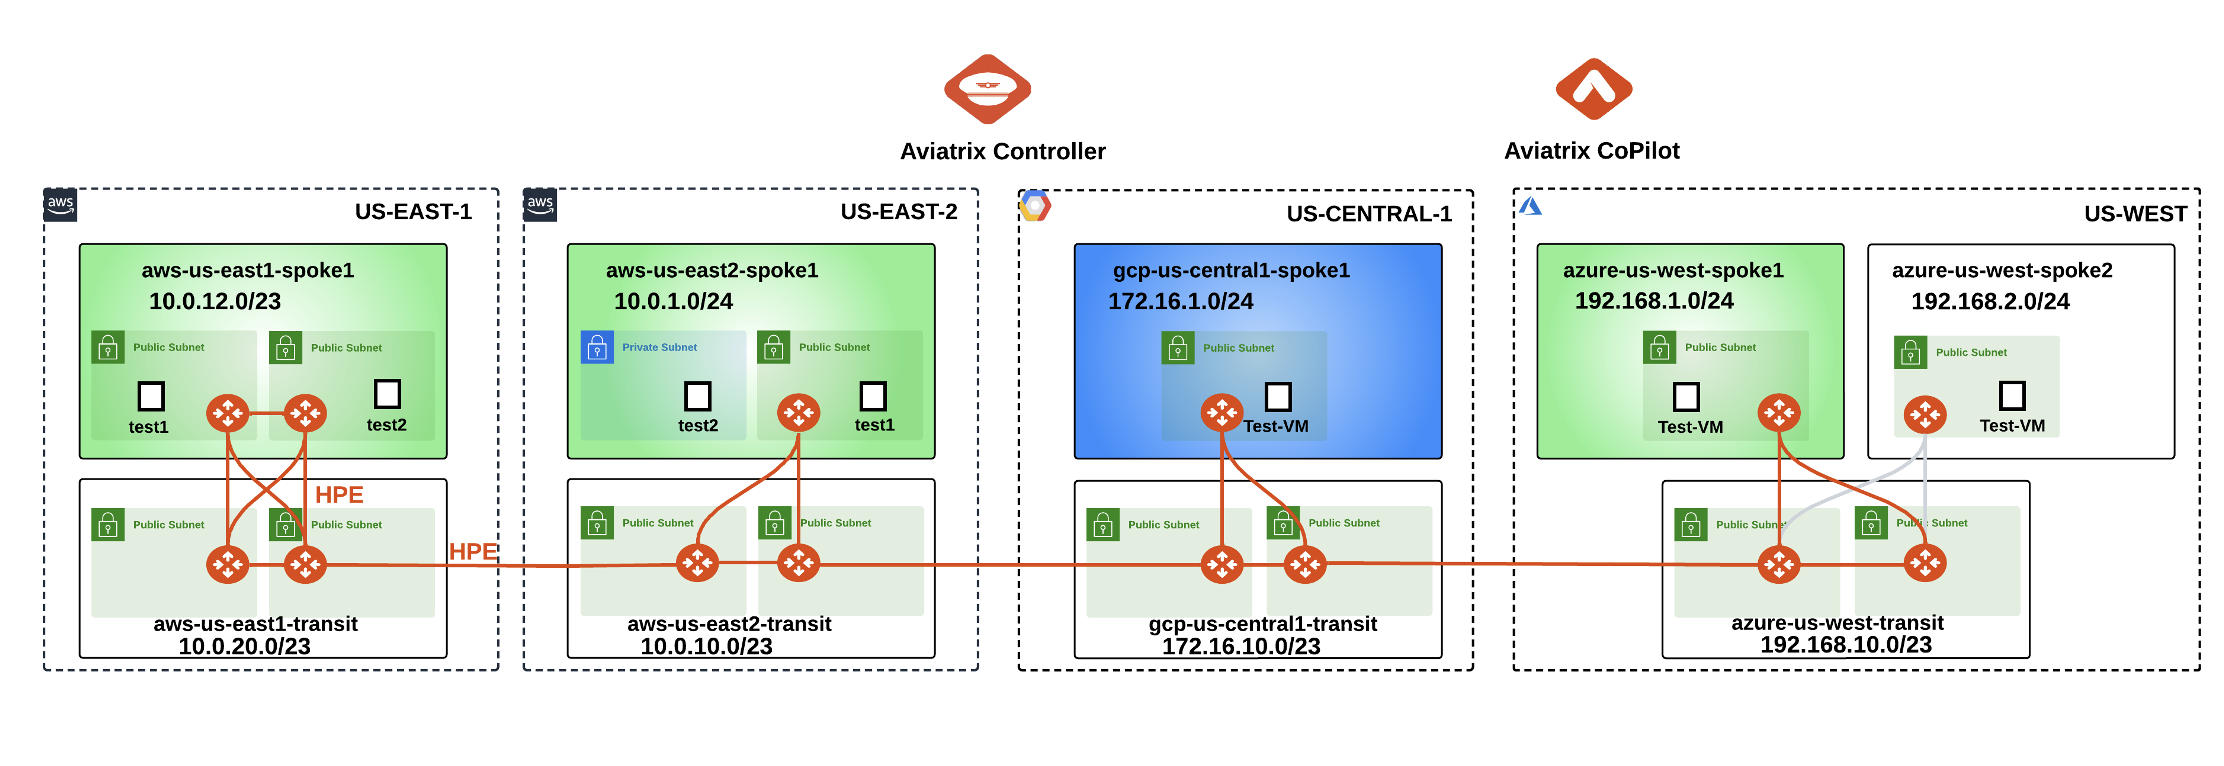 Aviatrix Controller
Aviatrix CoPilot
aws
US-EAST-1
aws-us-east1-spoke1
10.0.12.0/23
Public Subnet
Public Subnet
test1
test2
HPE
Public Subnet
Public Subnet
HPE
aws-us-east1-transit
10.0.20.0/23
aws
US-EAST-2
aws-us-east2-spoke1
10.0.1.0/24
Private Subnet
Public Subnet
test2
test1
Public Subnet
Public Subnet
aws-us-east2-transit
10.0.10.0/23
US-CENTRAL-1
gcp-us-central1-spoke1
172.16.1.0/24
Public Subnet
Test-VM
Public Subnet
Public Subnet
gcp-us-central1-transit
172.16.10.0/23
US-WEST
azure-us-west-spoke1
192.168.1.0/24
Public Subnet
Test-VM
azure-us-west-spoke2
192.168.2.0/24
Public Subnet
Test-VM
Public Subnet
Public Subnet
azure-us-west-transit
192.168.10.0/23